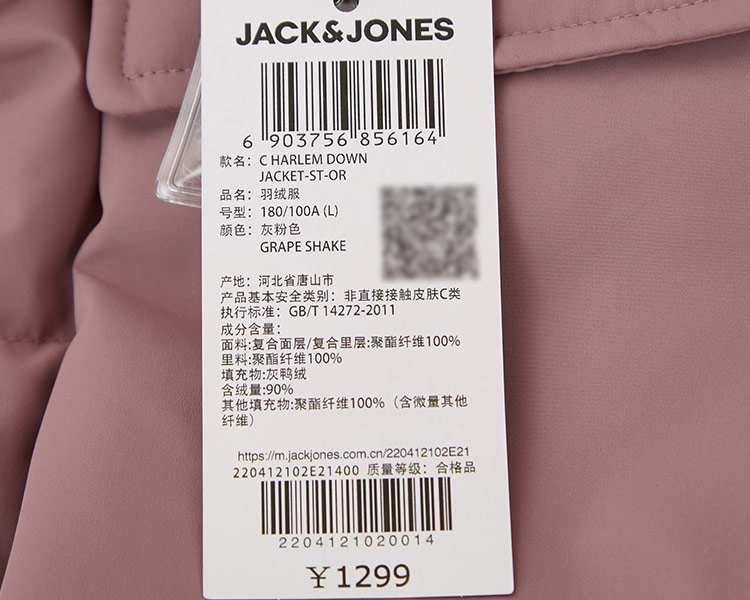 JACK&JONES
6 903756 856164
款名: C HARLEM DOWN
JACKET-ST-OR
品名: 羽绒服
号型: 180/100A (L)
颜色: 灰粉色
GRAPE SHAKE
产地: 河北省唐山市
产品基本安全类别: 非直接接触皮肤C类
执行标准: GB/T 14272-2011
成分含量:
面料:复合面层/复合里层:聚酯纤维100%
里料:聚酯纤维100%
填充物:灰鸭绒
含绒量:90%
其他填充物:聚酯纤维100%（含微量其他
纤维）
https://m.jackjones.com.cn/220412102E21
220412102E21400 质量等级: 合格品
2204121020014
￥1299